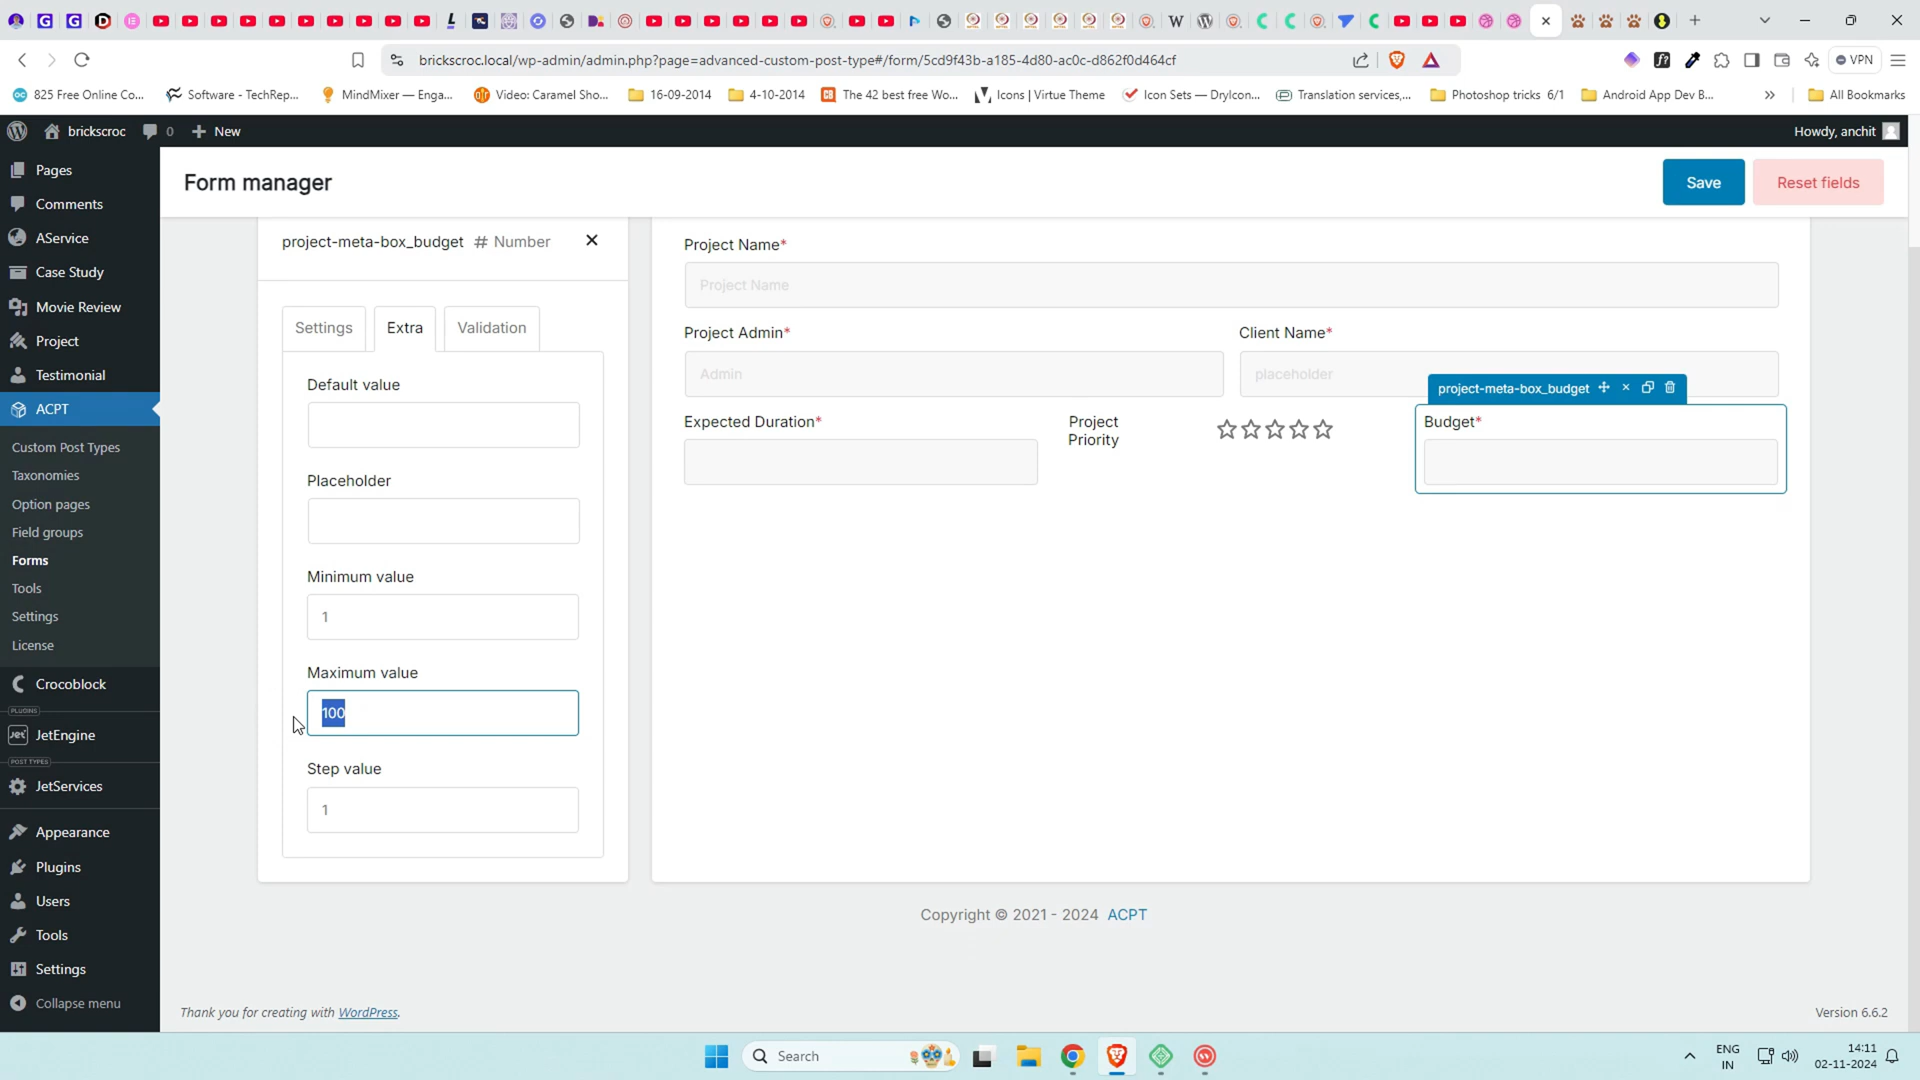 brickscroc.local/wp-admin/admin.php?page=advanced-custom-post-type#/form/5cd9f43b-a185-4d80-ac0c-d862f0d464cf
VPN
825 Free Online Co...
Software - TechRep...
MindMixer — Enga...
Video: Caramel Sho...
16-09-2014
4-10-2014
The 42 best free Wo...
Icons | Virtue Theme
Icon Sets — DryIcon...
Translation services,...
Photoshop tricks 6/1
Android App Dev B...
All Bookmarks
brickscroc
0
New
Howdy, anchit
Pages
Comments
AService
Case Study
Movie Review
Project
Testimonial
ACPT
Custom Post Types
Taxonomies
Option pages
Field groups
Forms
Tools
Settings
License
Crocoblock
PLUGINS
JetEngine
POST TYPES
JetServices
Appearance
Plugins
Users
Tools
Settings
Collapse menu
Form manager
Save
Reset fields
project-meta-box_budget # Number
Settings
Extra
Validation
Default value
Placeholder
Minimum value
1
Maximum value
100
Step value
1
Project Name*
Project Name
Project Admin*
Admin
Client Name*
placeholder
project-meta-box_budget
Expected Duration*
Project
Priority
Budget*
Copyright © 2021 - 2024 ACPT
Thank you for creating with WordPress.
Version 6.6.2
Search
ENG
IN
14:11
02-11-2024